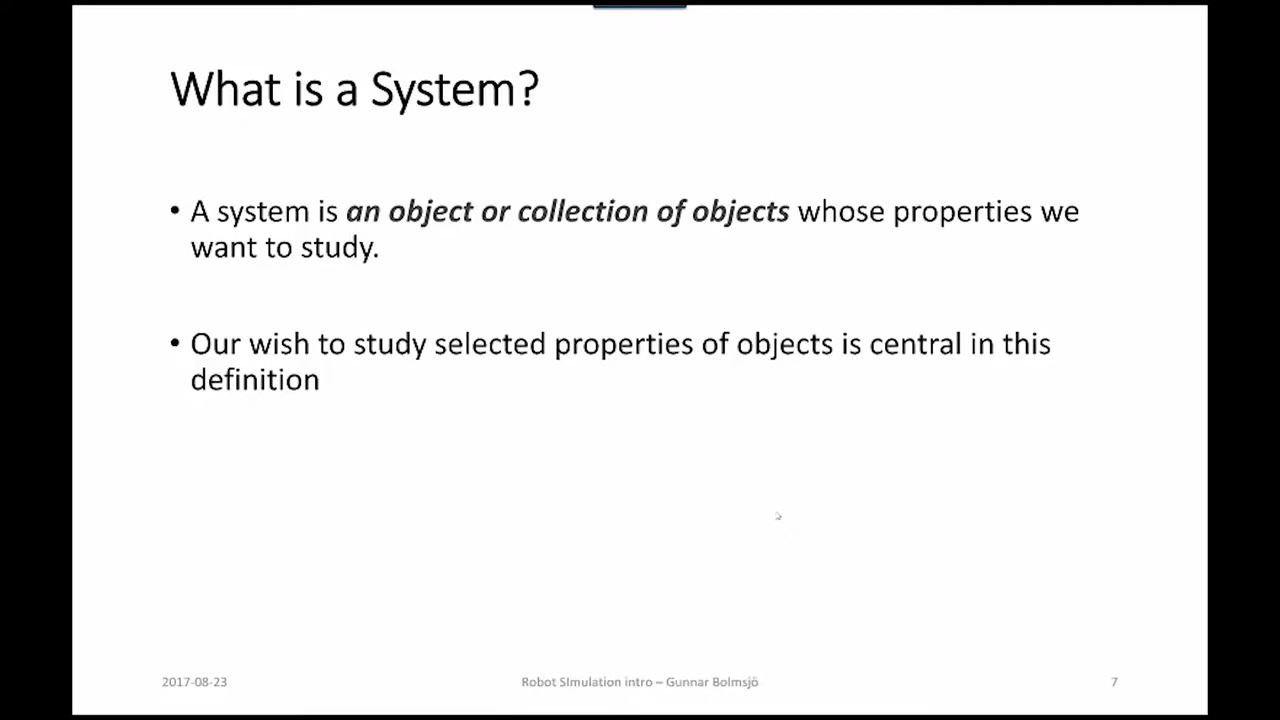 What is a System?
• A system is an object or collection of objects whose properties we
want to study.
• Our wish to study selected properties of objects is central in this
definition
2017-08-23
Robot SImulation intro – Gunnar Bolmsjö
7